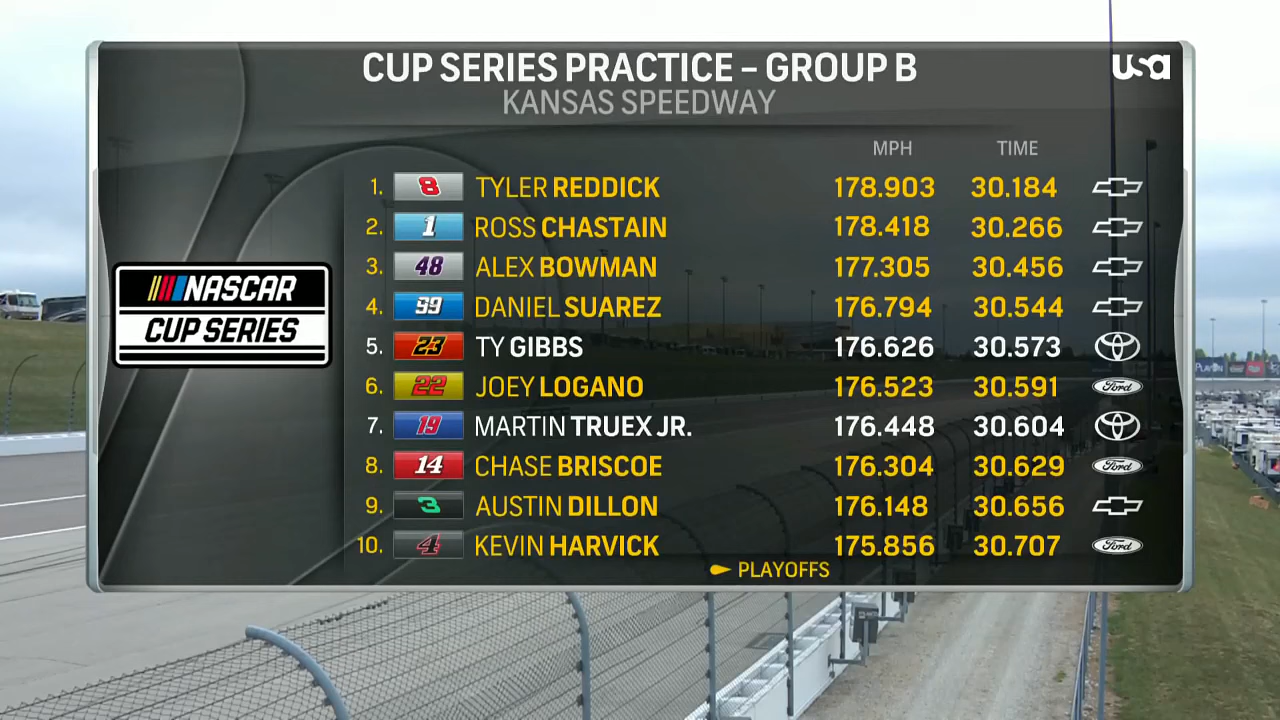 CUP SERIES PRACTICE – GROUP B
usa
KANSAS SPEEDWAY
MPH TIME
1. 8 TYLER REDDICK 178.903 30.184
2. 1 ROSS CHASTAIN 178.418 30.266
3. 48 ALEX BOWMAN 177.305 30.456
4. 99 DANIEL SUAREZ 176.794 30.544
5. 23 TY GIBBS 176.626 30.573
6. 22 JOEY LOGANO 176.523 30.591 Ford
7. 19 MARTIN TRUEX JR. 176.448 30.604
8. 14 CHASE BRISCOE 176.304 30.629 Ford
9. 3 AUSTIN DILLON 176.148 30.656
10. 4 KEVIN HARVICK 175.856 30.707 Ford
PLAYOFFS
NASCAR
CUP SERIES